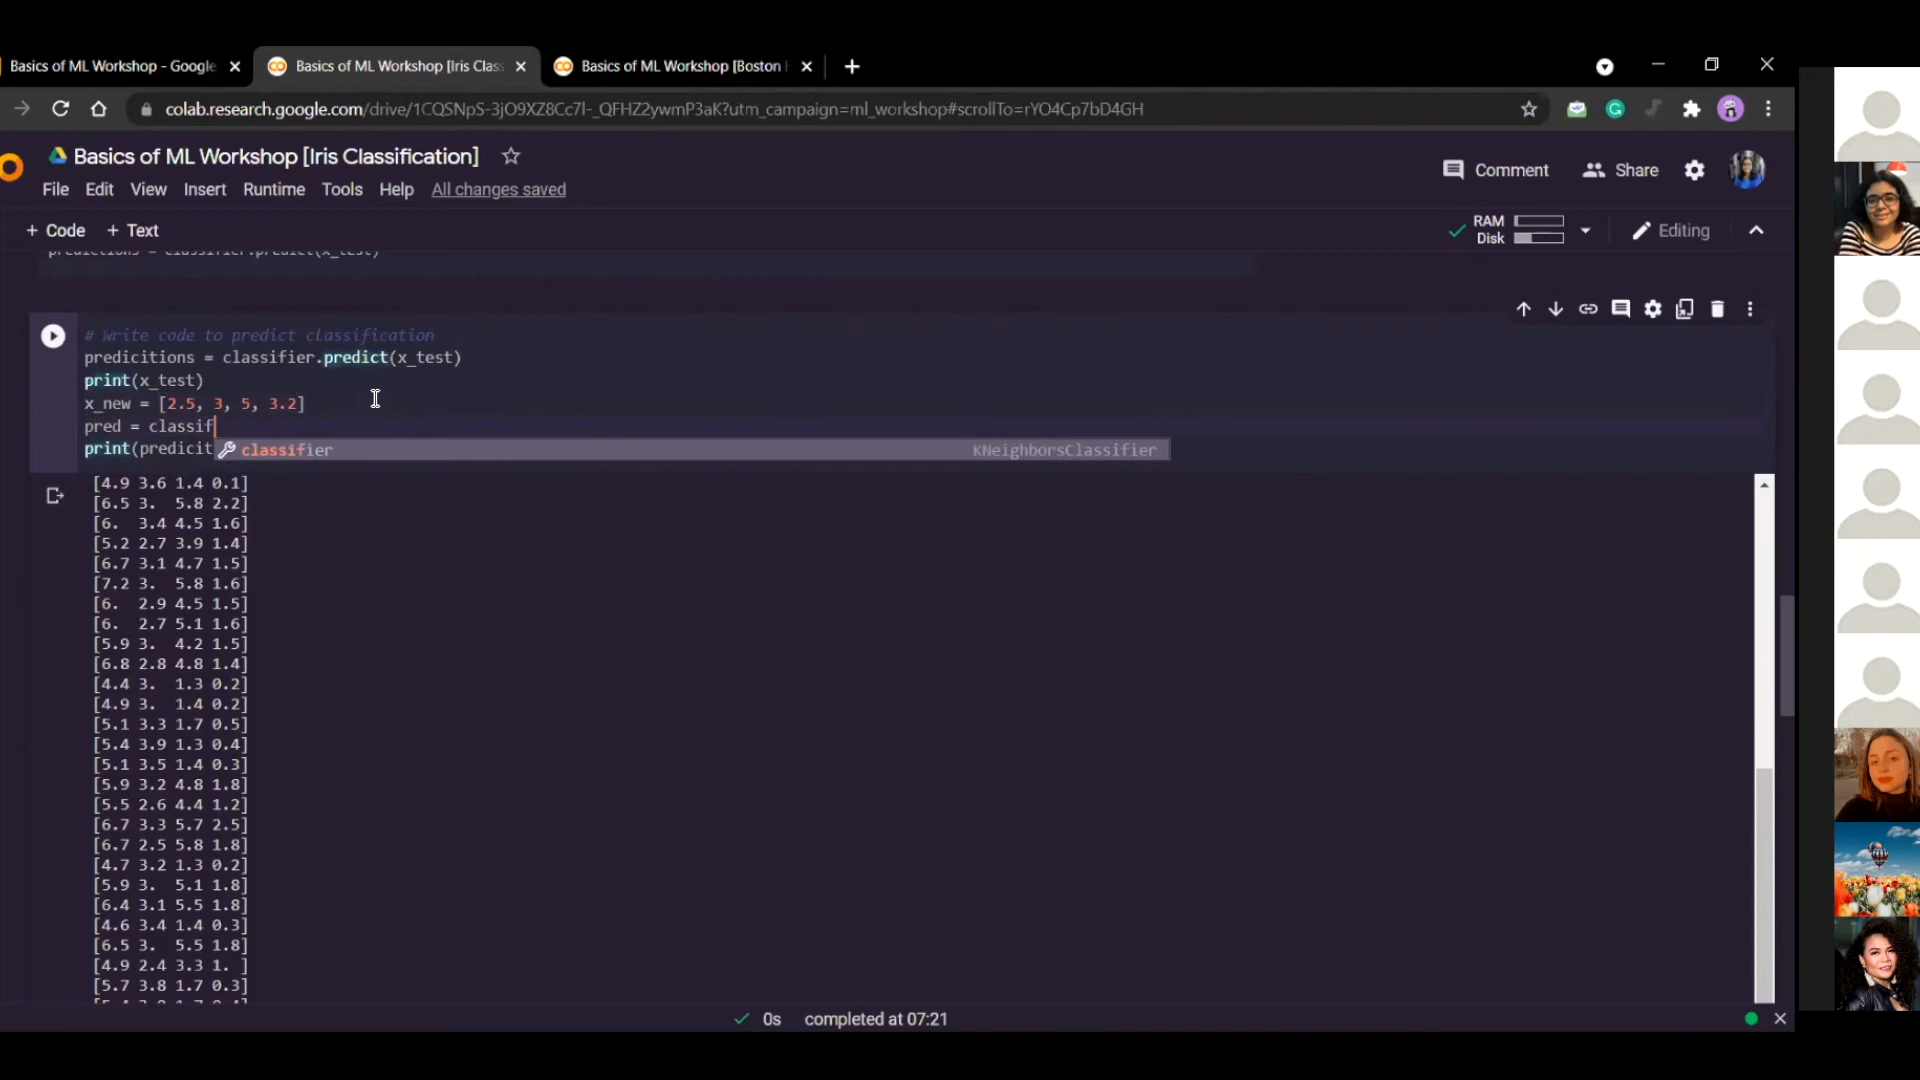 Basics of ML Workshop - Google
Basics of ML Workshop [Iris Class
Basics of ML Workshop [Boston H
colab.research.google.com/drive/1CQSNpS-3jO9XZ8Cc7l-_QFHZ2ywmP3aK?utm_campaign=ml_workshop#scrollTo=rYO4Cp7bD4GH
Basics of ML Workshop [Iris Classification]
Comment
Share
File Edit View Insert Runtime Tools Help All changes saved
+ Code + Text
RAM
Disk
Editing
predictions = classifier.predict(x_test)
# Write code to predict classification
predicitions = classifier.predict(x_test)
print(x_test)
x_new = [2.5, 3, 5, 3.2]
pred = classif
print(predicit
classifier KNeighborsClassifier
[4.9 3.6 1.4 0.1]
[6.5 3. 5.8 2.2]
[6. 3.4 4.5 1.6]
[5.2 2.7 3.9 1.4]
[6.7 3.1 4.7 1.5]
[7.2 3. 5.8 1.6]
[6. 2.9 4.5 1.5]
[6. 2.7 5.1 1.6]
[5.9 3. 4.2 1.5]
[6.8 2.8 4.8 1.4]
[4.4 3. 1.3 0.2]
[4.9 3. 1.4 0.2]
[5.1 3.3 1.7 0.5]
[5.4 3.9 1.3 0.4]
[5.1 3.5 1.4 0.3]
[5.9 3.2 4.8 1.8]
[5.5 2.6 4.4 1.2]
[6.7 3.3 5.7 2.5]
[6.7 2.5 5.8 1.8]
[4.7 3.2 1.3 0.2]
[5.9 3. 5.1 1.8]
[6.4 3.1 5.5 1.8]
[4.6 3.4 1.4 0.3]
[6.5 3. 5.5 1.8]
[4.9 2.4 3.3 1. ]
[5.7 3.8 1.7 0.3]
0s completed at 07:21